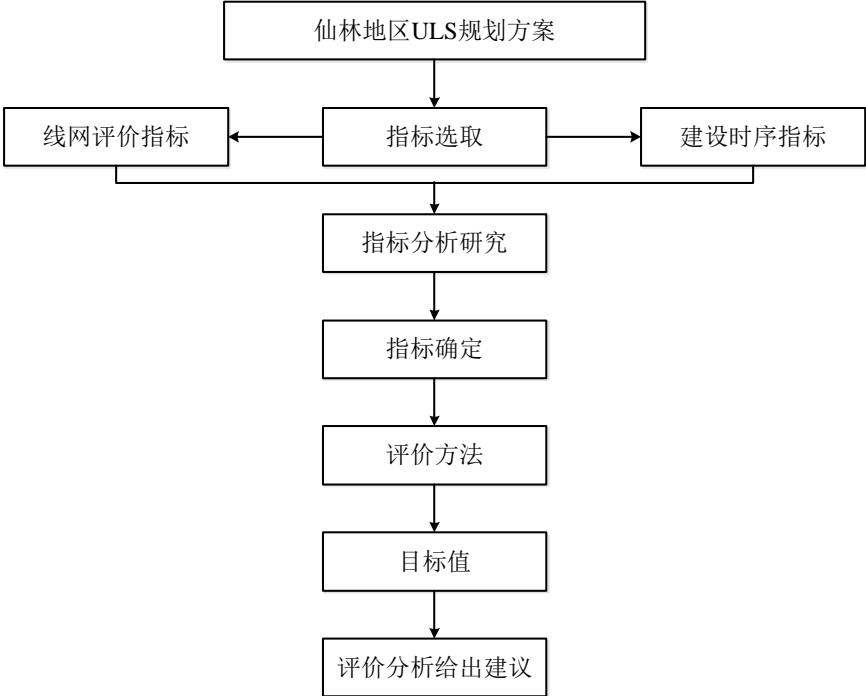 仙林地区ULS规划方案
线网评价指标
指标选取
建设时序指标
指标分析研究
指标确定
评价方法
目标值
评价分析给出建议